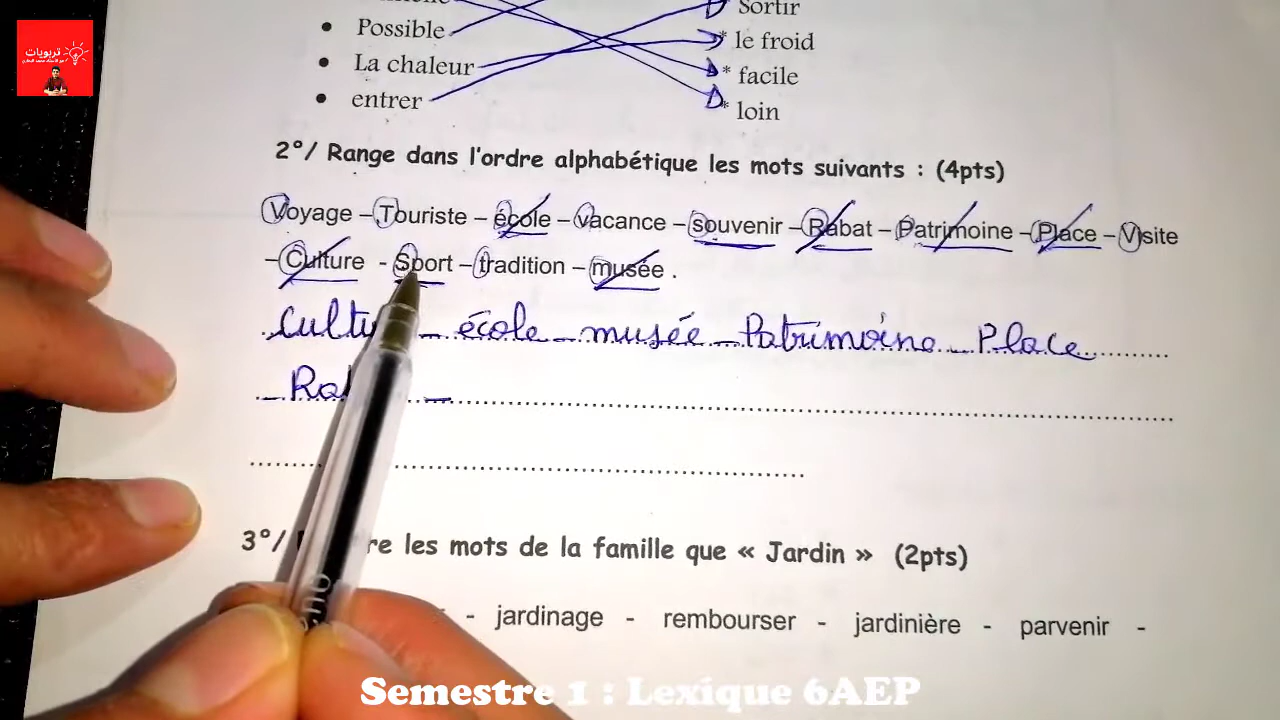 تربويات
Sortir
• Possible
* le froid
• La chaleur
* facile
• entrer
* loin
2°/ Range dans l'ordre alphabétique les mots suivants : (4pts)
Voyage – Touriste – école – vacance – souvenir – Rabat – Patrimoine – Place – Visite
– Culture - Sport – tradition – musée .
école – musée – Patrimoine – Place
3°/ les mots de la famille que « Jardin » (2pts)
- jardinage - rembourser - jardinière - parvenir -
Semestre 1 : Lexique 6AEP